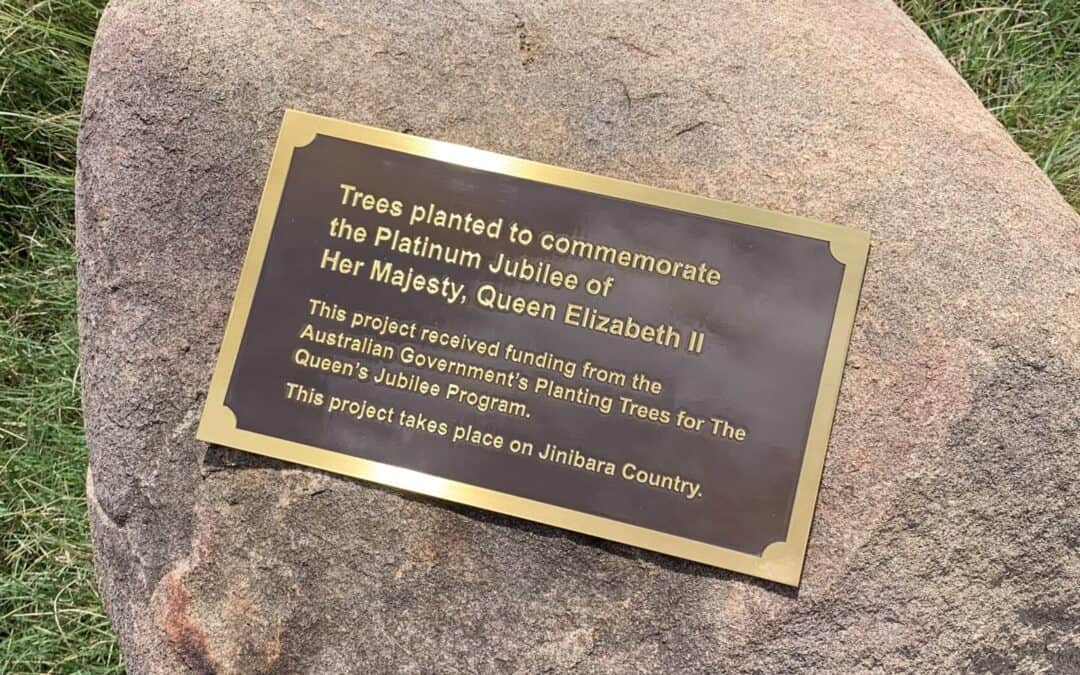 Trees planted to commemorate
the Platinum Jubilee of
Her Majesty, Queen Elizabeth II
This project received funding from the
Australian Government's Planting Trees for The
Queen's Jubilee Program.
This project takes place on Jinibara Country.